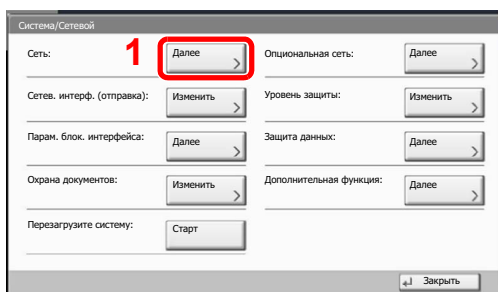 Система/Сетевой
Сеть:
1
Далее
Опциональная сеть:
Далее
Сетев. интерф. (отправка):
Изменить
Уровень защиты:
Изменить
Парам. блок. интерфейса:
Далее
Защита данных:
Далее
Охрана документов:
Изменить
Дополнительная функция:
Далее
Перезагрузите систему:
Старт
Закрыть